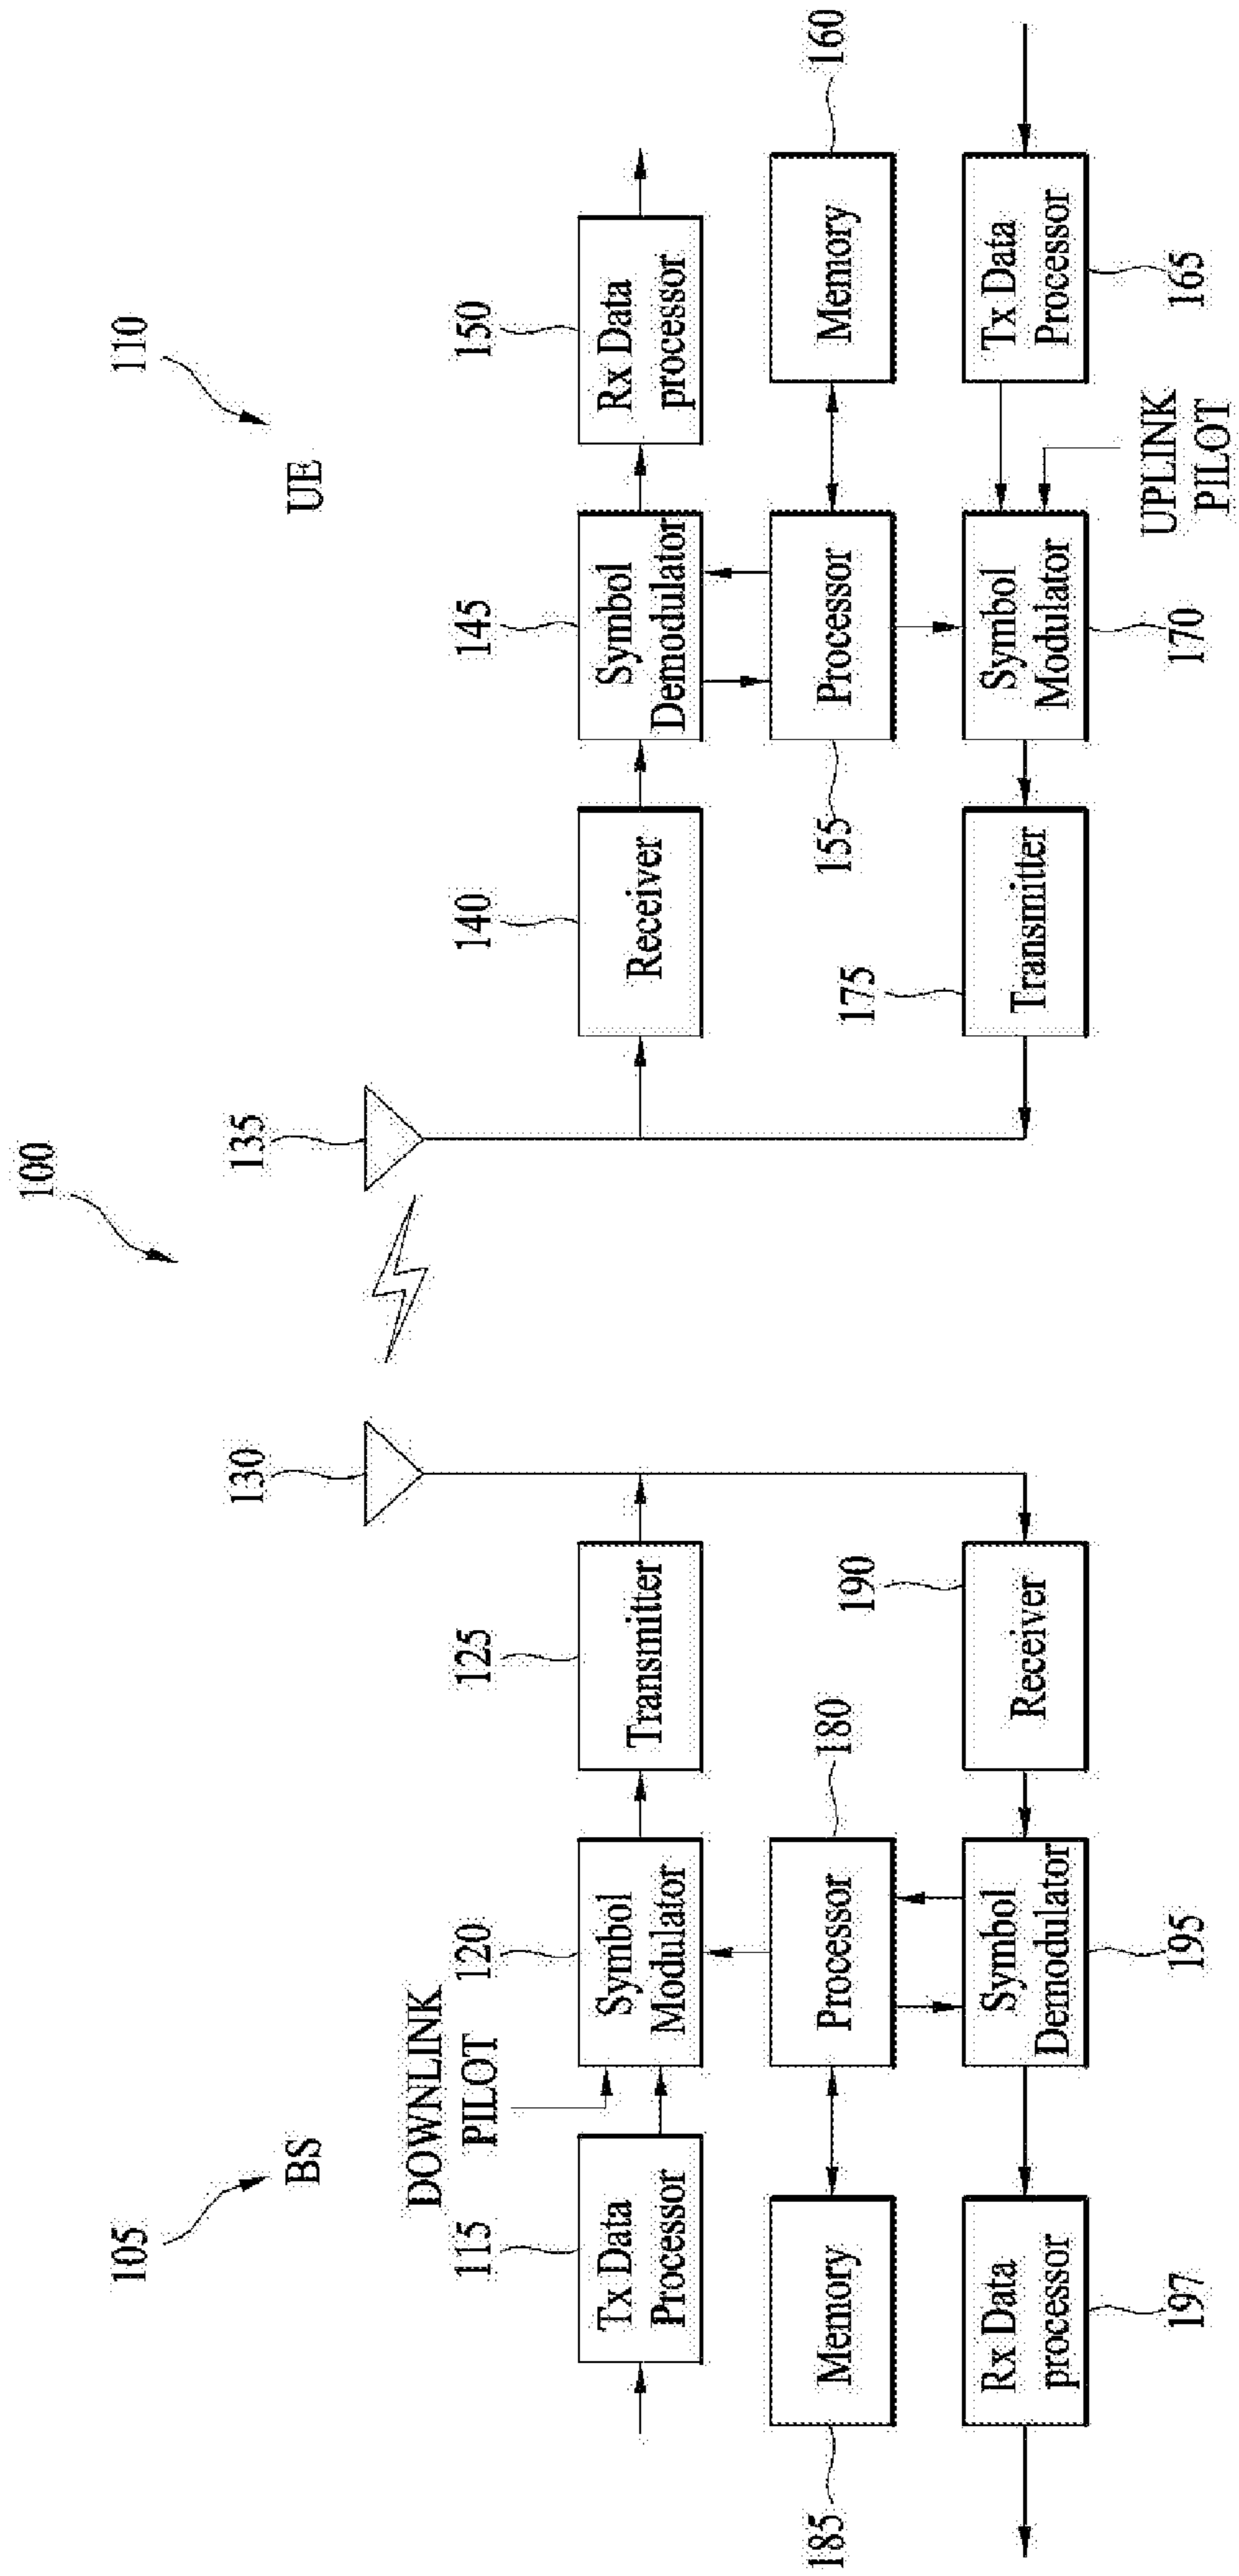 100
105
BS
110
UE
DOWNLINK
PILOT
115
Tx Data
Processor
120
Symbol
Modulator
125
Transmitter
130
135
140
Receiver
145
Symbol
Demodulator
150
Rx Data
processor
185
Memory
Processor
180
155
Processor
Memory
160
197
Rx Data
processor
195
Symbol
Demodulator
190
Receiver
175
Transmitter
170
Symbol
Modulator
UPLINK
PILOT
165
Tx Data
Processor